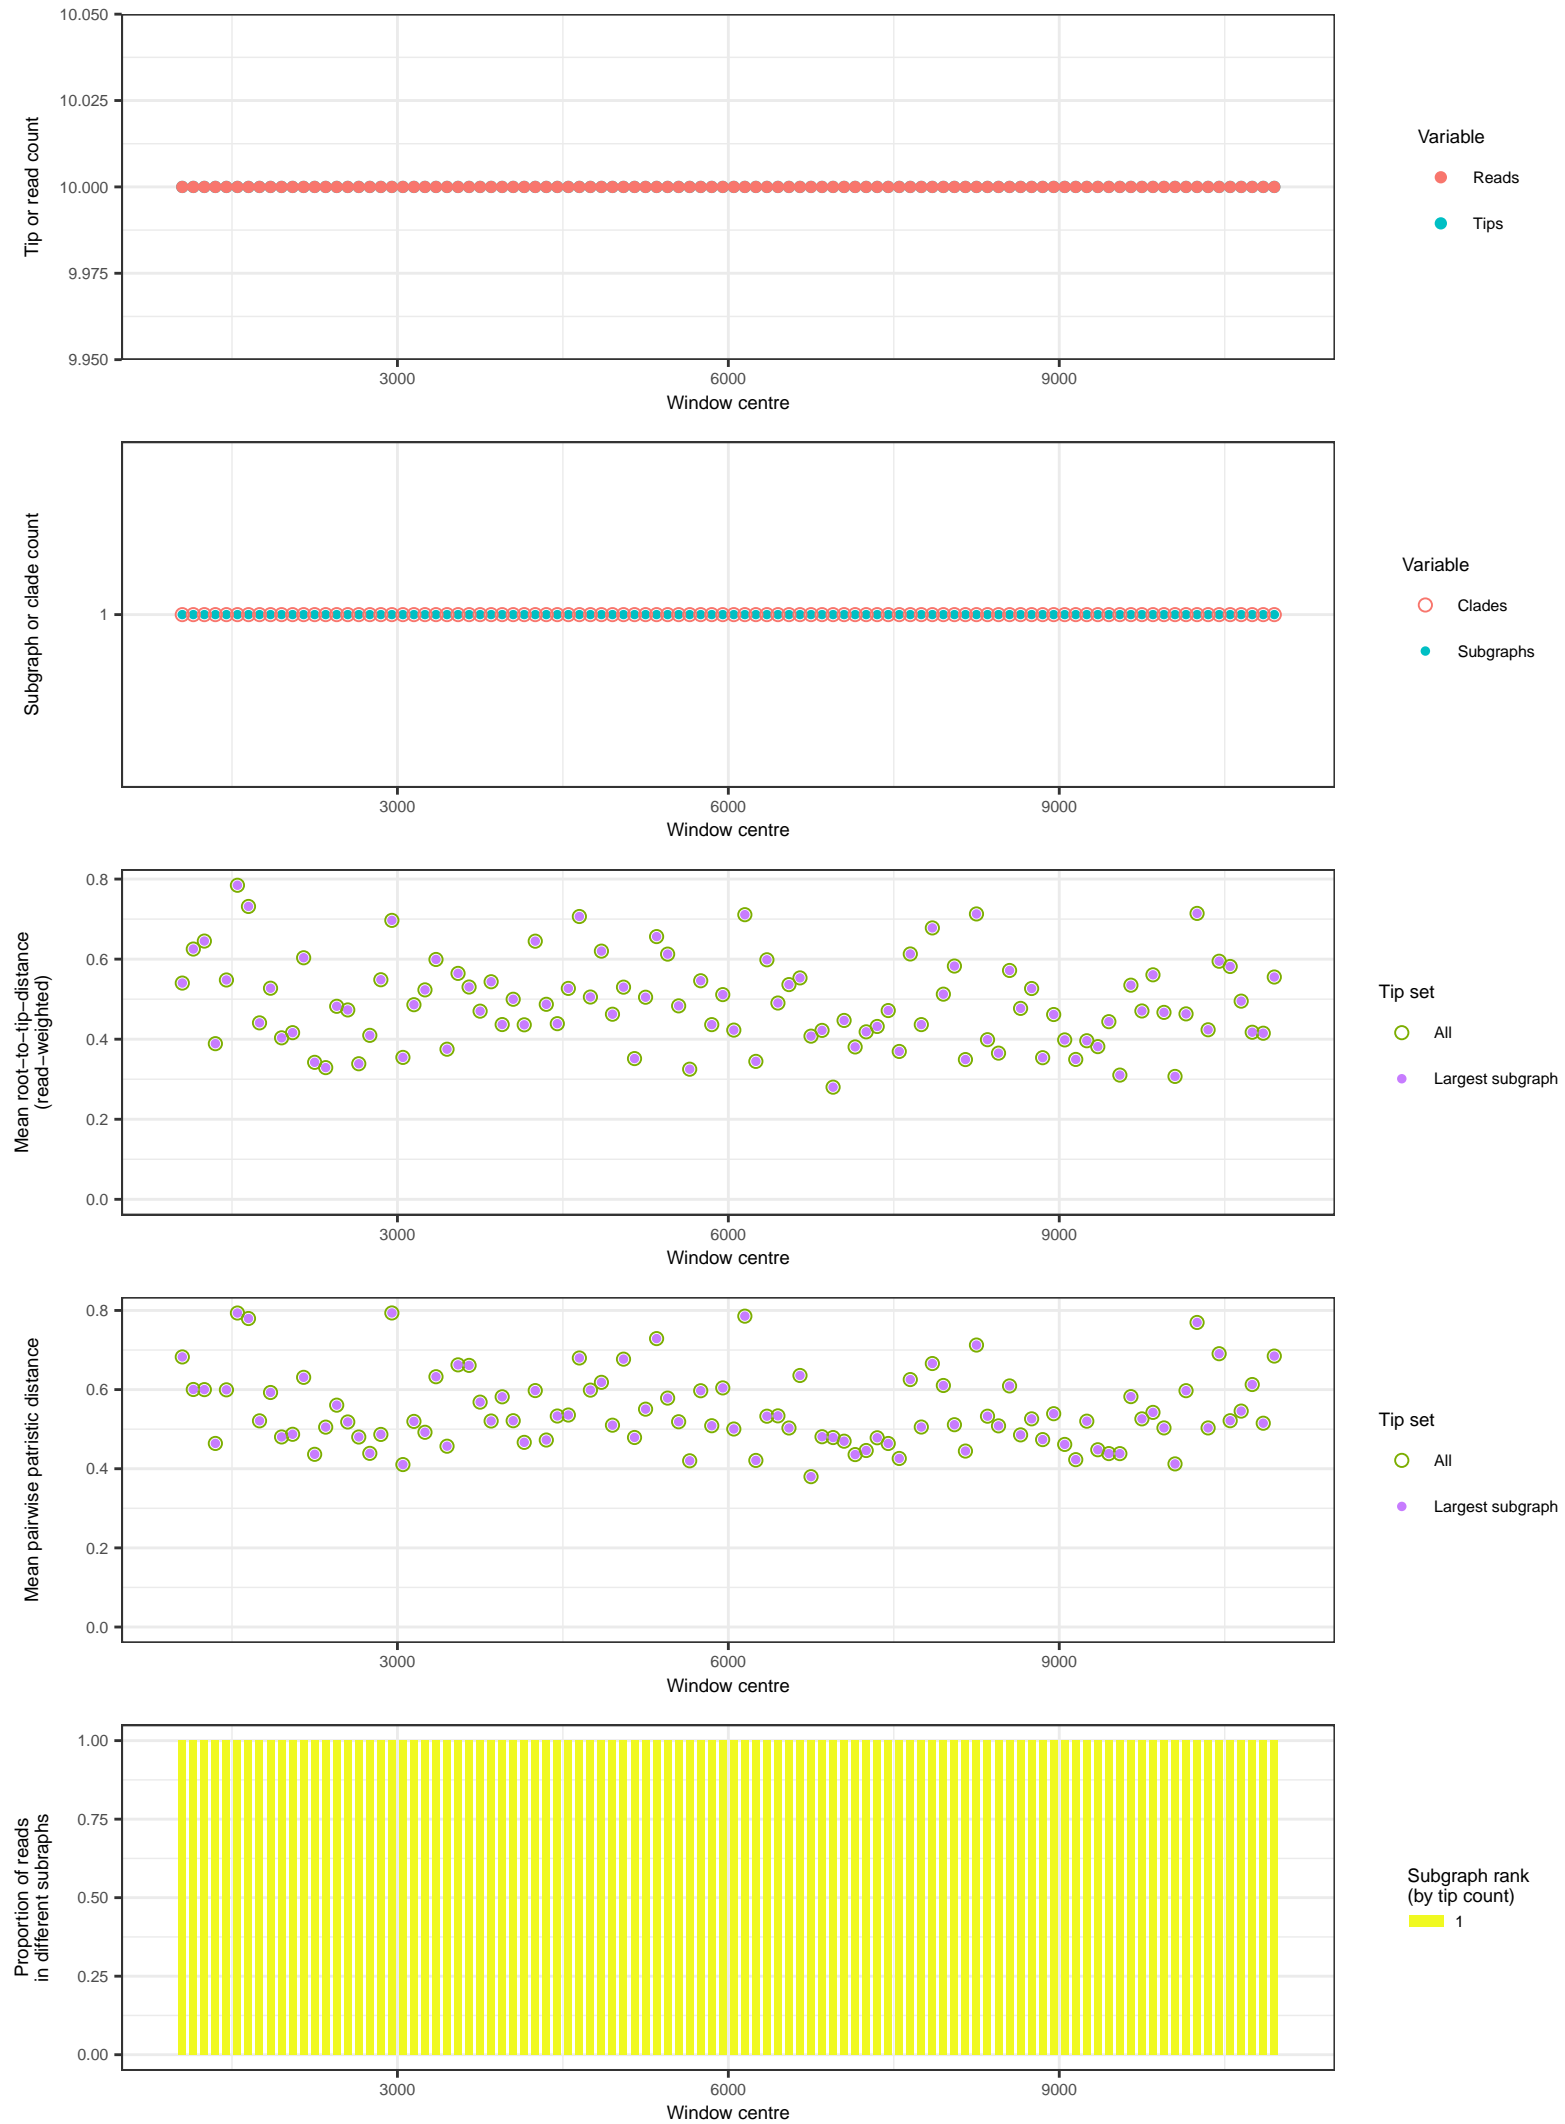 10.050
10.025
10.000
9.975
9.950
Tip or read count
3000
6000
9000
Window centre
Variable
Reads
Tips
1
Subgraph or clade count
3000
6000
9000
Window centre
Variable
Clades
Subgraphs
0.8
0.6
0.4
0.2
0.0
Mean root−to−tip−distance
(read−weighted)
3000
6000
9000
Window centre
Tip set
All
Largest subgraph
0.8
0.6
0.4
0.2
0.0
Mean pairwise patristic distance
3000
6000
9000
Window centre
Tip set
All
Largest subgraph
1.00
0.75
0.50
0.25
0.00
Proportion of reads
in different subraphs
3000
6000
9000
Window centre
Subgraph rank
(by tip count)
1